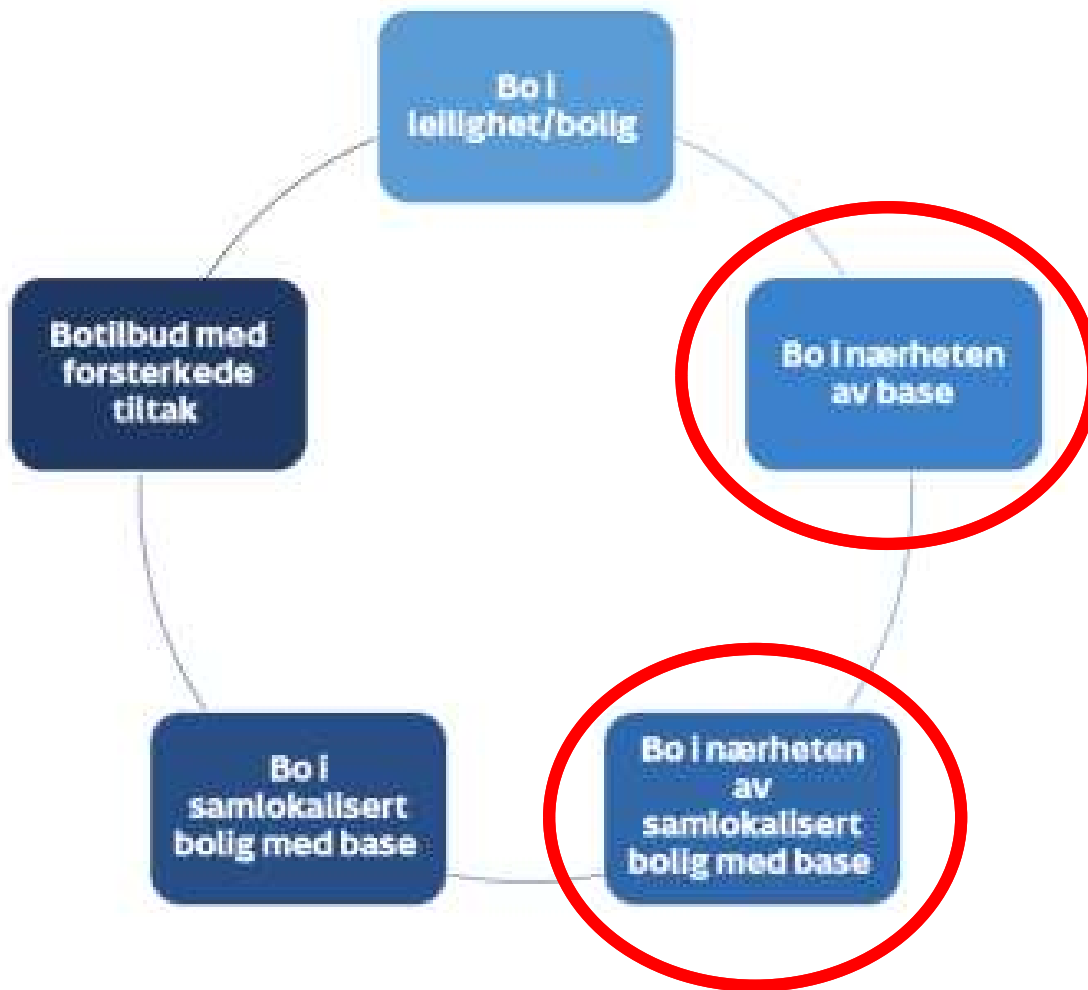 Bo i
leilighet/bolig
Bo i nærheten
av base
Bo i nærheten
av
samlokalisert
bolig med base
Bo i
samlokalisert
bolig med base
Botilbud med
forsterkede
tiltak